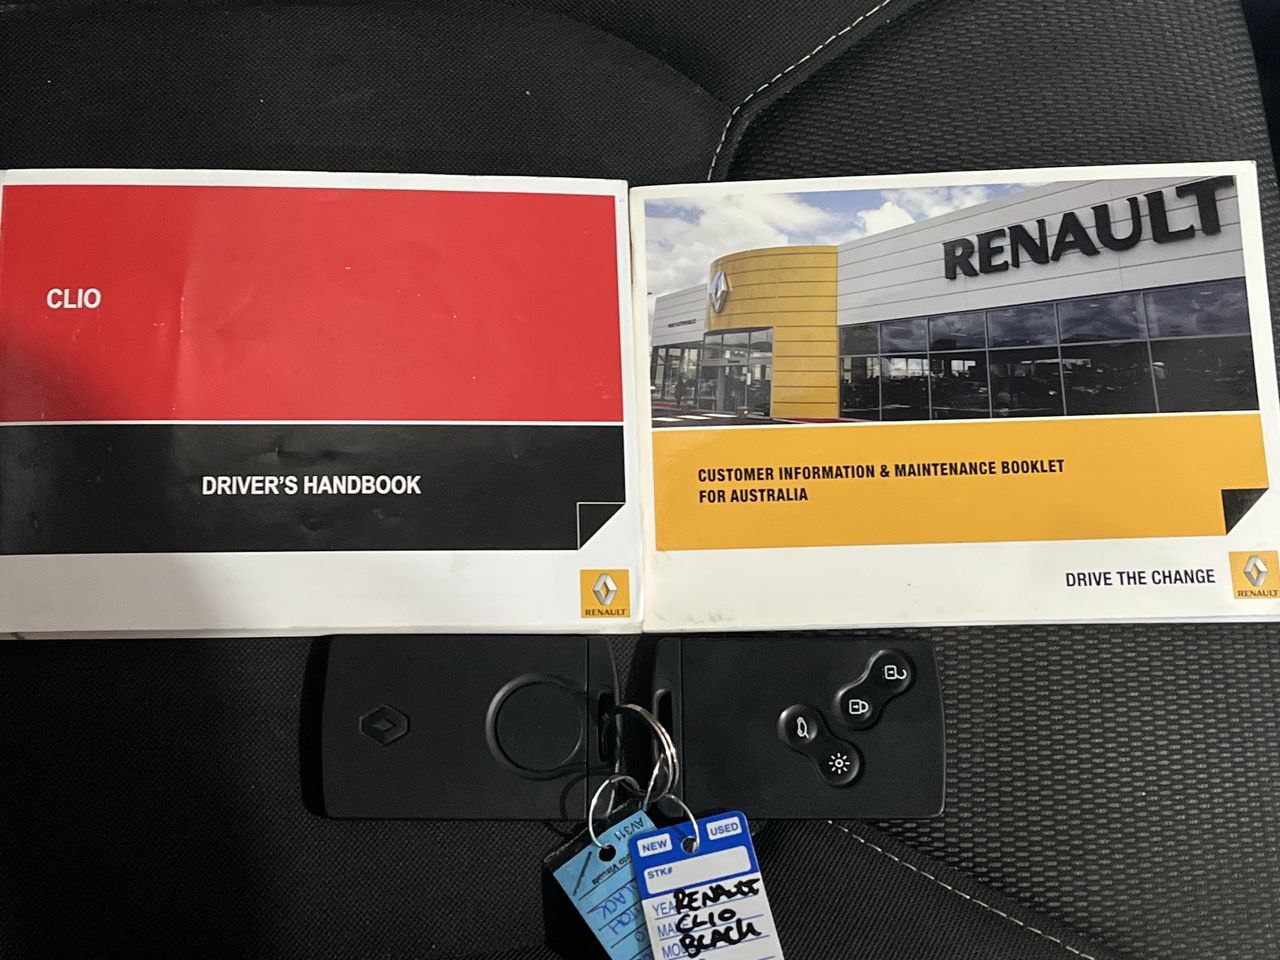 CLIO
DRIVER'S HANDBOOK
RENAULT
RENAULT
CUSTOMER INFORMATION & MAINTENANCE BOOKLET
FOR AUSTRALIA
DRIVE THE CHANGE
RENAULT
AV311
NEW
USED
STK#
RENAULT
CLIO
BLACK